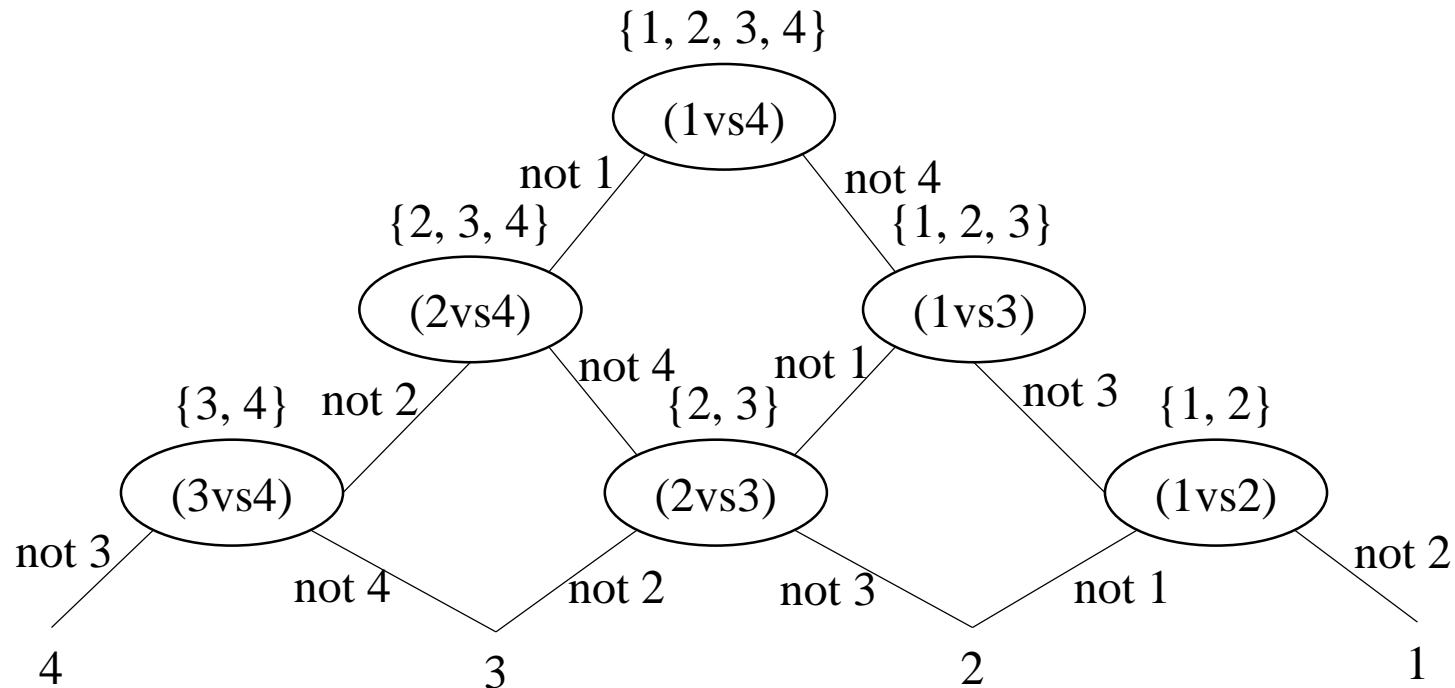 {1, 2, 3, 4}
(1vs4)
not 1
not 4
{2, 3, 4}
{1, 2, 3}
(2vs4)
(1vs3)
not 2
not 4
not 1
not 3
{3, 4}
{2, 3}
{1, 2}
(3vs4)
(2vs3)
(1vs2)
not 3
not 4
not 2
not 3
not 1
not 2
4
3
2
1